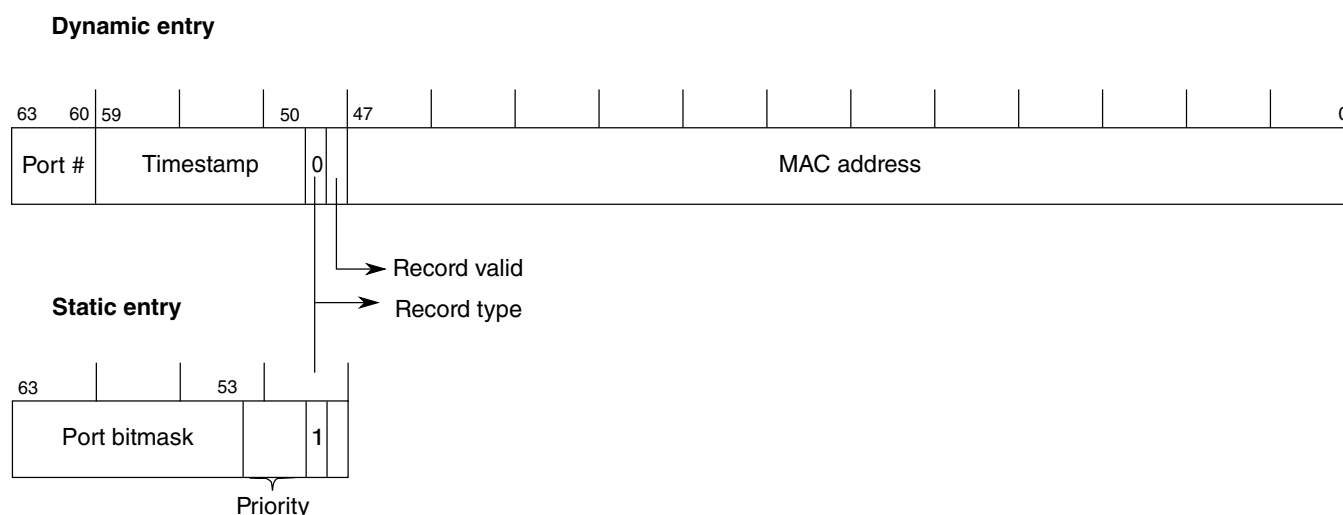 Dynamic entry
63 60 59 50 47 0
Port # Timestamp 0 MAC address
Record valid
Static entry
Record type
63 53
Port bitmask 1
Priority